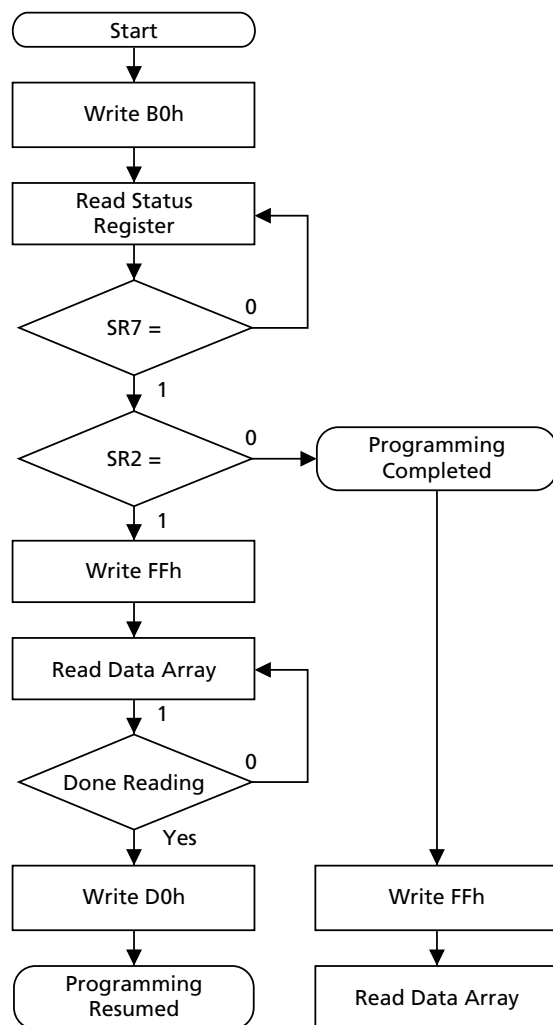 Start
Write B0h
Read Status
Register
0
SR7 =
1
0
SR2 =
Programming
Completed
1
Write FFh
Read Data Array
1
0
Done Reading
Yes
Write D0h
Write FFh
Programming
Resumed
Read Data Array